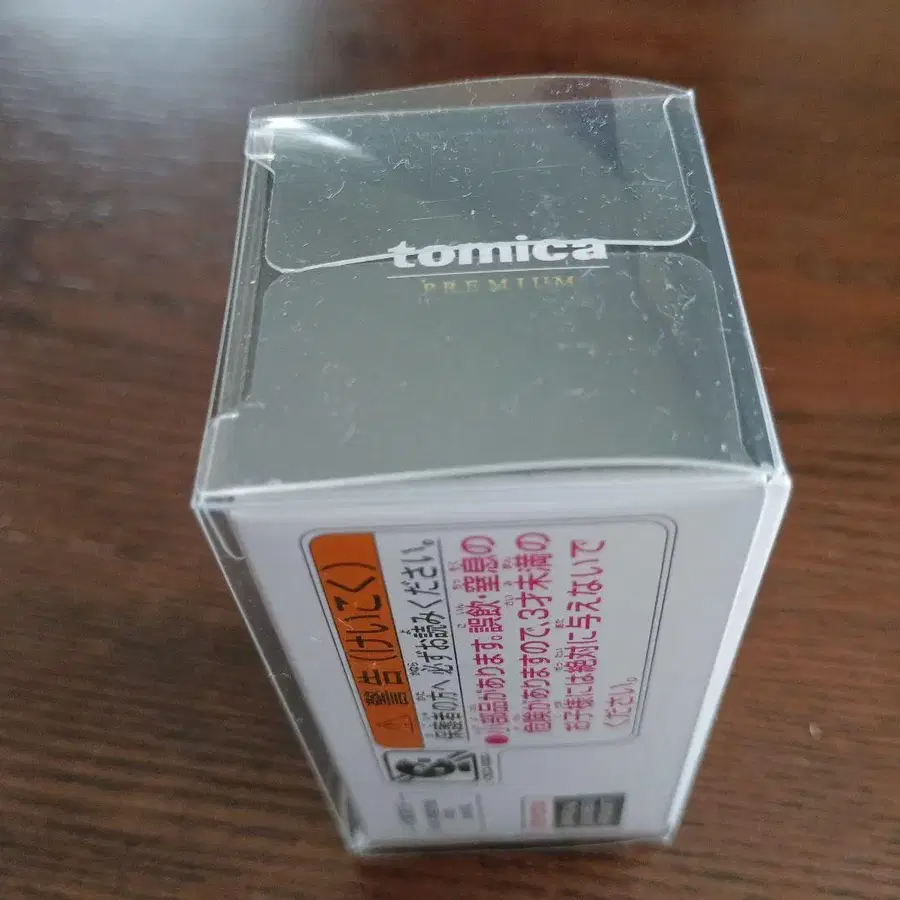 tomica
PREMIUM
⚠ 警告(けいこく)
保護者の方へ 必ずお読みください。
●小部品があります。誤飲・窒息の
危険がありますので、3才未満の
お子様には絶対に与えないで
ください。